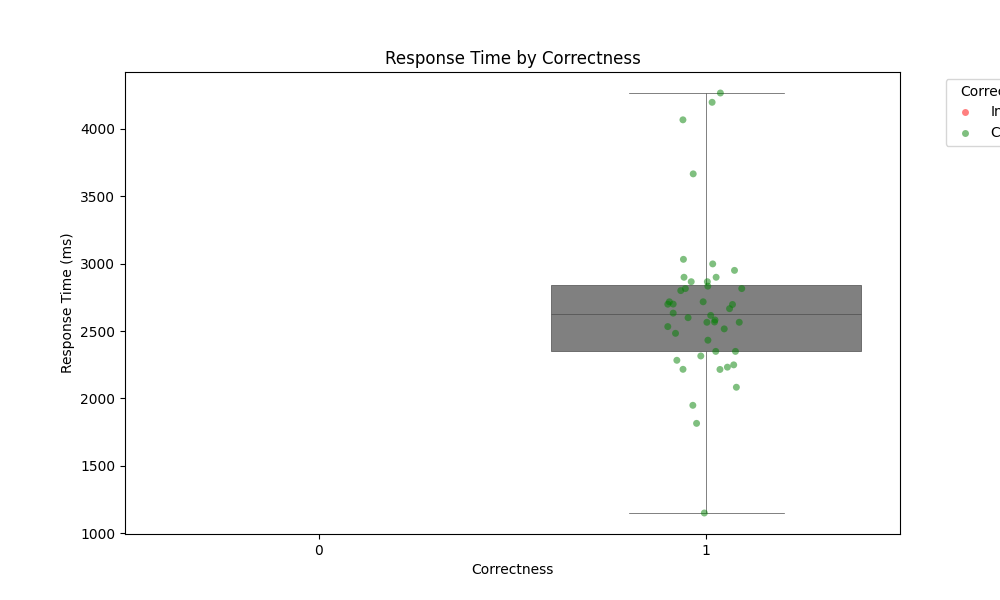 Response Time by Correctness
Correc
In
C
4000
3500
3000
2500
2000
1500
1000
Response Time (ms)
0
1
Correctness